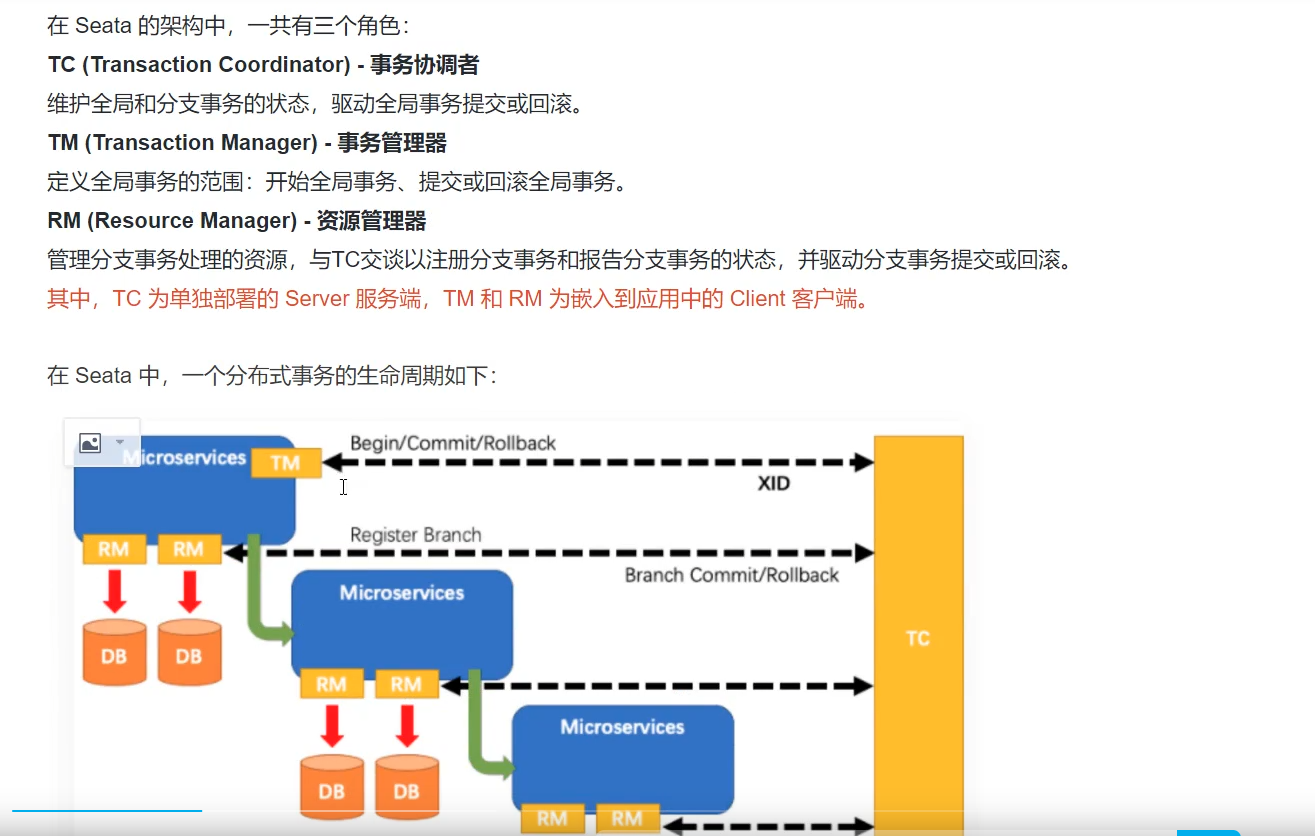 在 Seata 的架构中，一共有三个角色：
TC (Transaction Coordinator) - 事务协调者
维护全局和分支事务的状态，驱动全局事务提交或回滚。
TM (Transaction Manager) - 事务管理器
定义全局事务的范围：开始全局事务、提交或回滚全局事务。
RM (Resource Manager) - 资源管理器
管理分支事务处理的资源，与TC交谈以注册分支事务和报告分支事务的状态，并驱动分支事务提交或回滚。
其中，TC 为单独部署的 Server 服务端，TM 和 RM 为嵌入到应用中的 Client 客户端。
在 Seata 中，一个分布式事务的生命周期如下：
Begin/Commit/Rollback
Microservices
TM
XID
Register Branch
RM
RM
Branch Commit/Rollback
Microservices
TC
DB
DB
RM
RM
Microservices
DB
DB
RM
RM